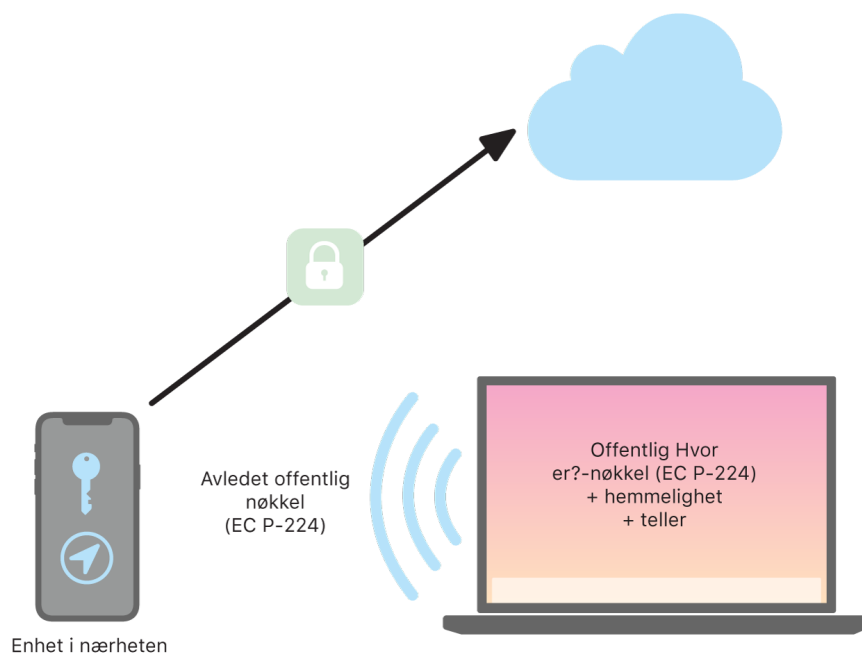 Offentlig Hvor
er?-nøkkel (EC P-224)
+ hemmelighet
+ teller
Avledet offentlig
nøkkel
(EC P-224)
Enhet i nærheten